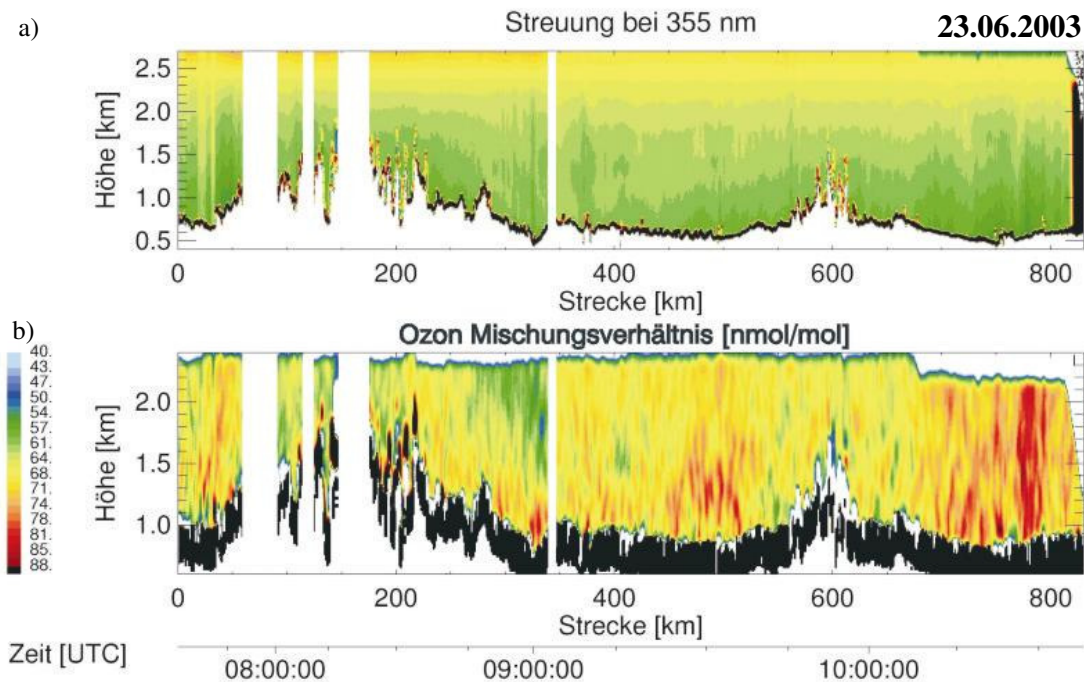 a)
Streuung bei 355 nm
23.06.2003
Höhe [km]
2.5
2.0
1.5
1.0
0.5
0 200 400 600 800
Strecke [km]
b)
Ozon Mischungsverhältnis [nmol/mol]
40.
43.
47.
50.
54.
57.
61.
64.
68.
71.
74.
78.
81.
85.
88.
Höhe [km]
2.0
1.5
1.0
0 200 400 600 800
Strecke [km]
Zeit [UTC]
08:00:00 09:00:00 10:00:00